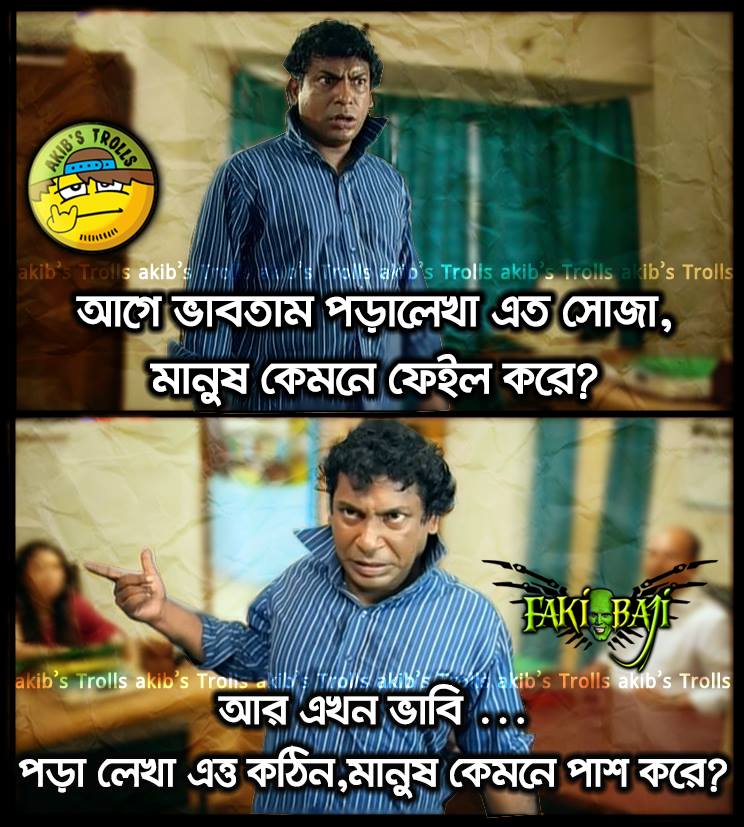 AKIB'S TROLLS
akib's Trolls akib's Trolls akib's Trolls akib's Trolls akib's Trolls akib's Trolls
আগে ভাবতাম পড়ালেখা এত সোজা,
মানুষ কেমনে ফেইল করে?
FAKI BAJI
akib's Trolls akib's Trolls akib's Trolls akib's Trolls akib's Trolls akib's Trolls
আর এখন ভাবি ...
পড়া লেখা এত্ত কঠিন,মানুষ কেমনে পাশ করে?